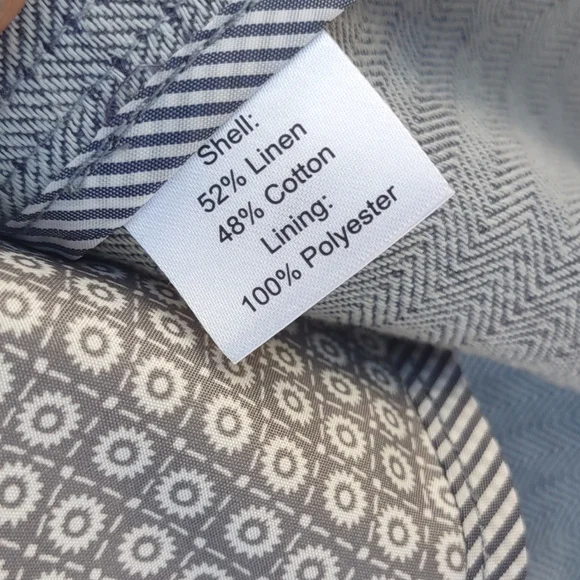 Shell:
52% Linen
48% Cotton
Lining:
100% Polyester